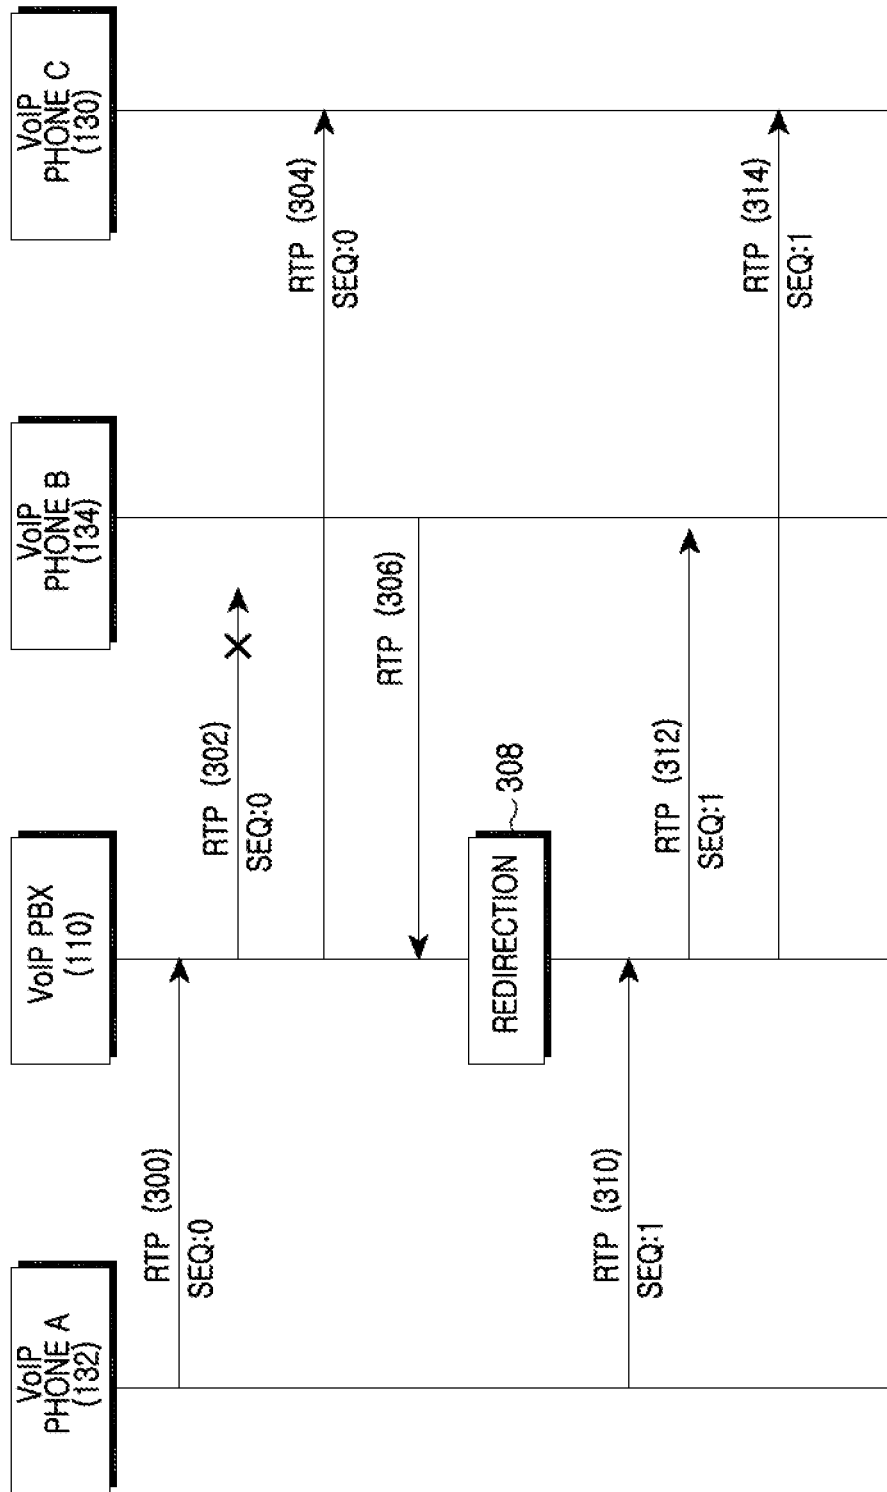 VoIP
PHONE A
(132)
VoIP PBX
(110)
VoIP
PHONE B
(134)
VoIP
PHONE C
(130)
RTP (300)
SEQ:0
RTP (302)
SEQ:0
RTP (304)
SEQ:0
RTP (306)
REDIRECTION
308
RTP (310)
SEQ:1
RTP (312)
SEQ:1
RTP (314)
SEQ:1